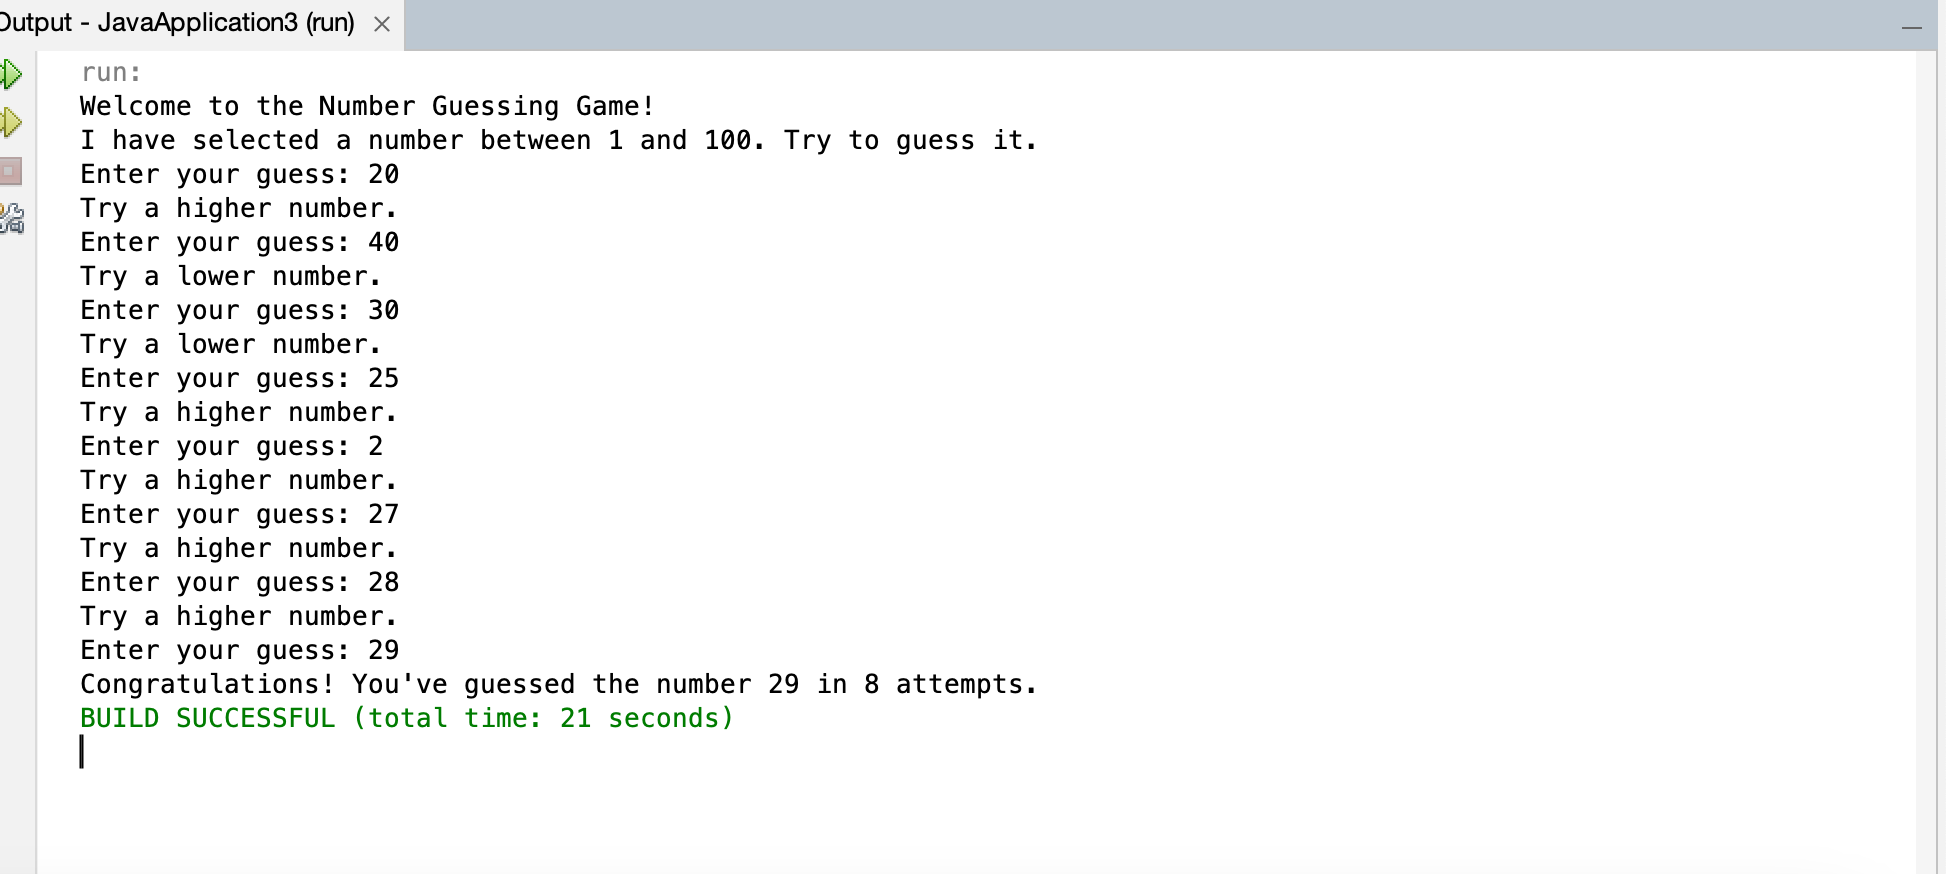 Output - JavaApplication3 (run)
run:
Welcome to the Number Guessing Game!
I have selected a number between 1 and 100. Try to guess it.
Enter your guess: 20
Try a higher number.
Enter your guess: 40
Try a lower number.
Enter your guess: 30
Try a lower number.
Enter your guess: 25
Try a higher number.
Enter your guess: 2
Try a higher number.
Enter your guess: 27
Try a higher number.
Enter your guess: 28
Try a higher number.
Enter your guess: 29
Congratulations! You've guessed the number 29 in 8 attempts.
BUILD SUCCESSFUL (total time: 21 seconds)